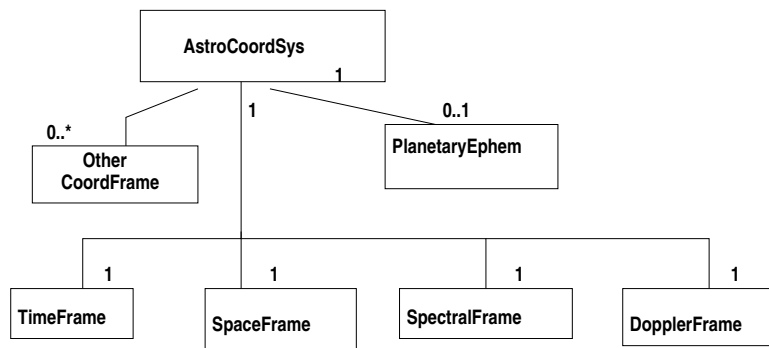 AstroCoordSys
1
1
0..*
0..1
Other
CoordFrame
PlanetaryEphem
1
1
1
1
TimeFrame
SpaceFrame
SpectralFrame
DopplerFrame